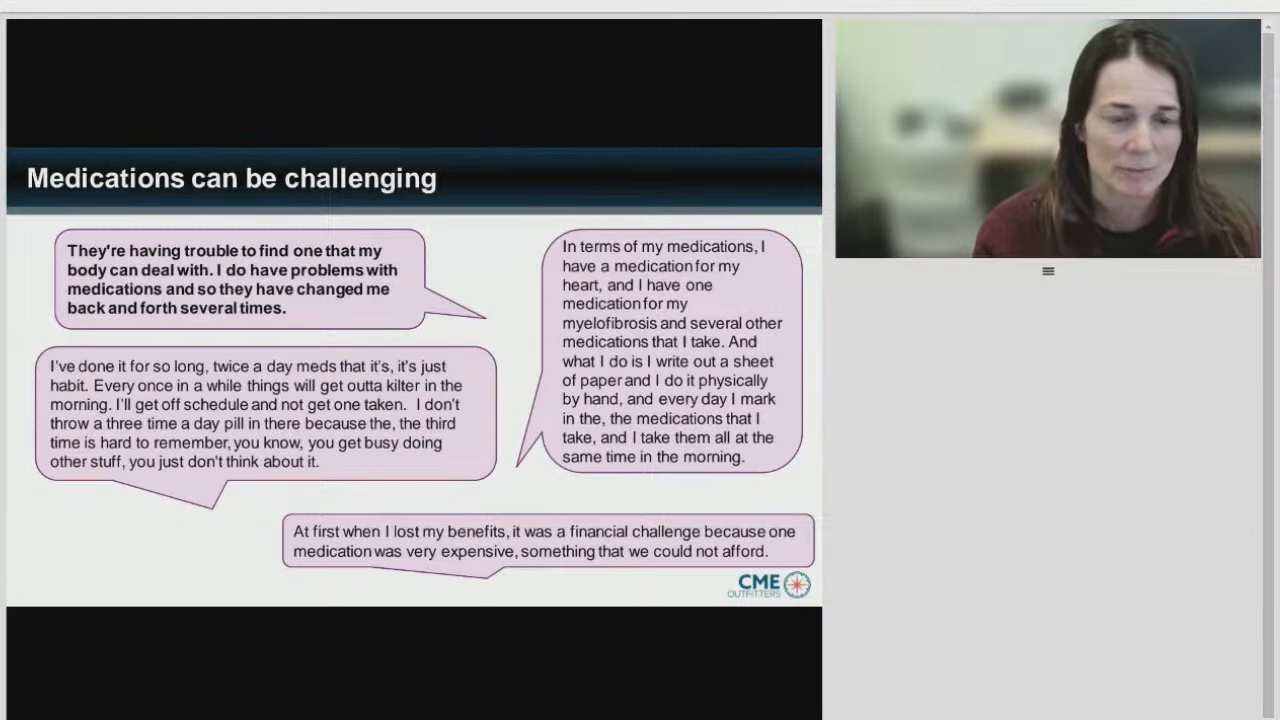 Medications can be challenging
They're having trouble to find one that my
body can deal with. I do have problems with
medications and so they have changed me
back and forth several times.
In terms of my medications, I
have a medication for my
heart, and I have one
medication for my
myelofibrosis and several other
medications that I take. And
what I do is I write out a sheet
of paper and I do it physically
by hand, and every day I mark
in the, the medications that I
take, and I take them all at the
same time in the morning.
I've done it for so long, twice a day meds that it's, it's just
habit. Every once in a while things will get outta kilter in the
morning. I'll get off schedule and not get one taken. I don't
throw a three time a day pill in there because the, the third
time is hard to remember, you know, you get busy doing
other stuff, you just don't think about it.
At first when I lost my benefits, it was a financial challenge because one
medication was very expensive, something that we could not afford.
CME
OUTFITTERS